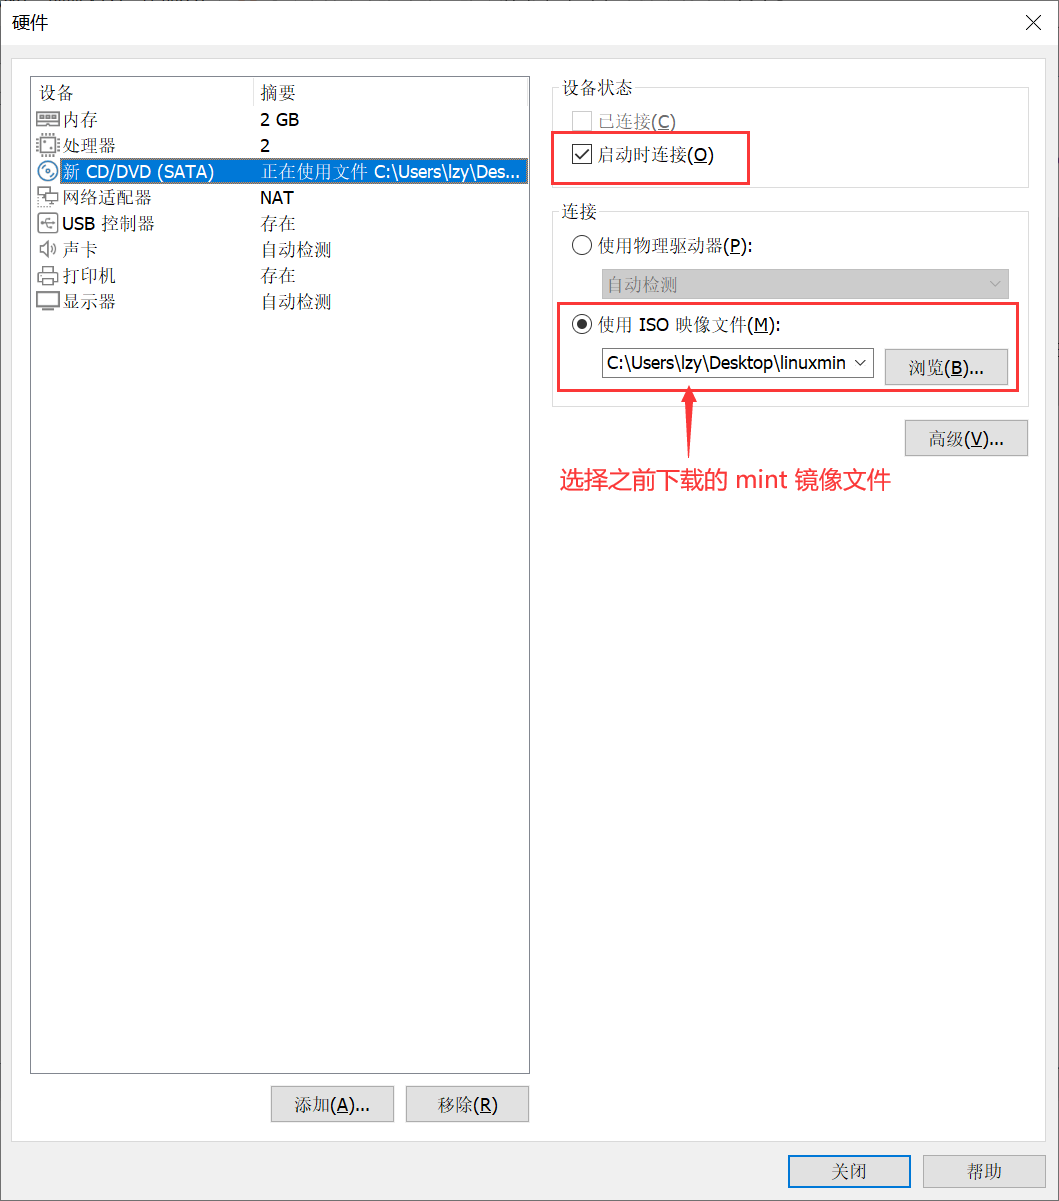 硬件
设备 摘要
内存 2 GB
处理器 2
新 CD/DVD (SATA) 正在使用文件 C:\Users\lzy\Des...
网络适配器 NAT
USB 控制器 存在
声卡 自动检测
打印机 存在
显示器 自动检测
添加(A)... 移除(R)
设备状态
已连接(C)
启动时连接(O)
连接
使用物理驱动器(P):
自动检测
使用 ISO 映像文件(M):
C:\Users\lzy\Desktop\linuxmin 浏览(B)...
高级(V)...
选择之前下载的 mint 镜像文件
关闭 帮助